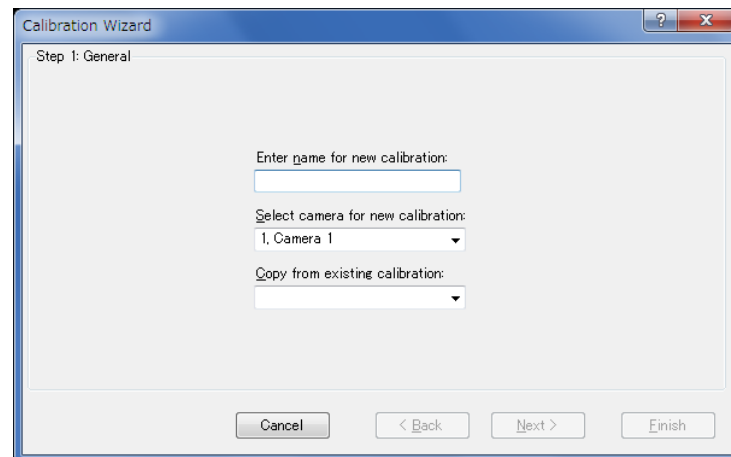 Calibration Wizard
?
X
Step 1: General
Enter name for new calibration:
Select camera for new calibration:
1, Camera 1
Copy from existing calibration:
Cancel < Back Next > Finish